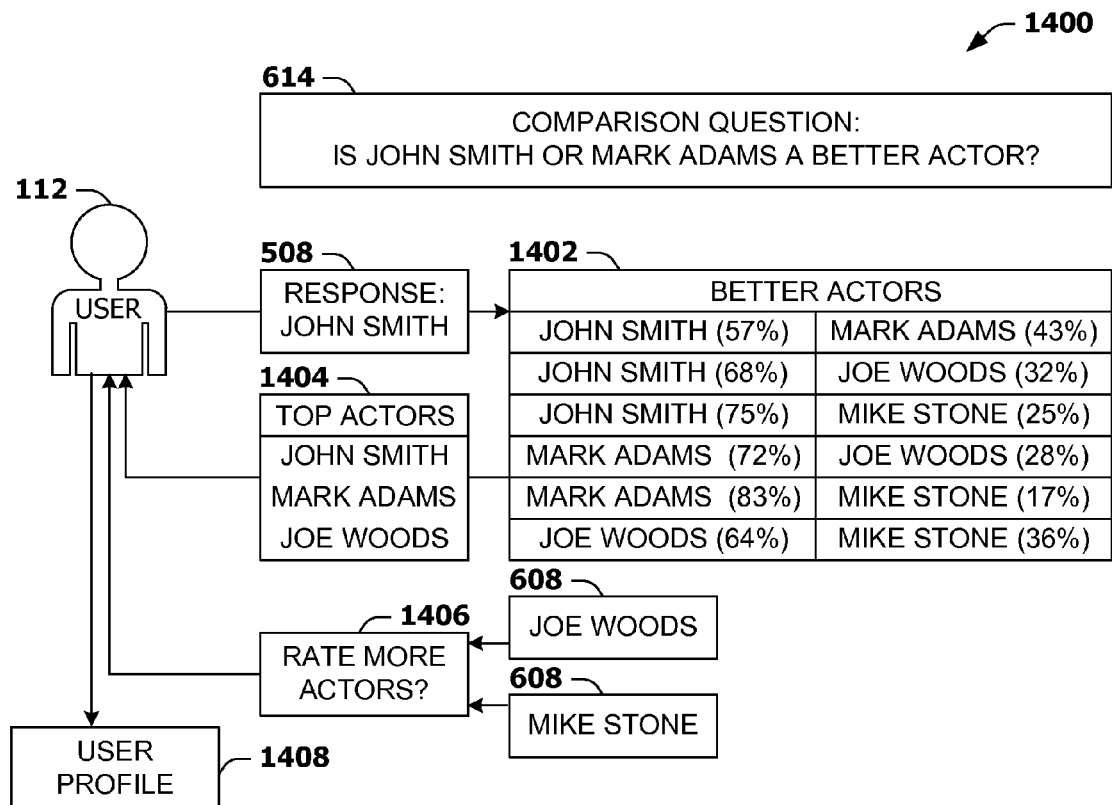 1400
614
COMPARISON QUESTION:
IS JOHN SMITH OR MARK ADAMS A BETTER ACTOR?
112
USER
508
RESPONSE:
JOHN SMITH
1402
BETTER ACTORS
JOHN SMITH (57%) MARK ADAMS (43%)
JOHN SMITH (68%) JOE WOODS (32%)
JOHN SMITH (75%) MIKE STONE (25%)
MARK ADAMS (72%) JOE WOODS (28%)
MARK ADAMS (83%) MIKE STONE (17%)
JOE WOODS (64%) MIKE STONE (36%)
1404
TOP ACTORS
JOHN SMITH
MARK ADAMS
JOE WOODS
1406
RATE MORE
ACTORS?
608
JOE WOODS
608
MIKE STONE
USER
PROFILE
1408